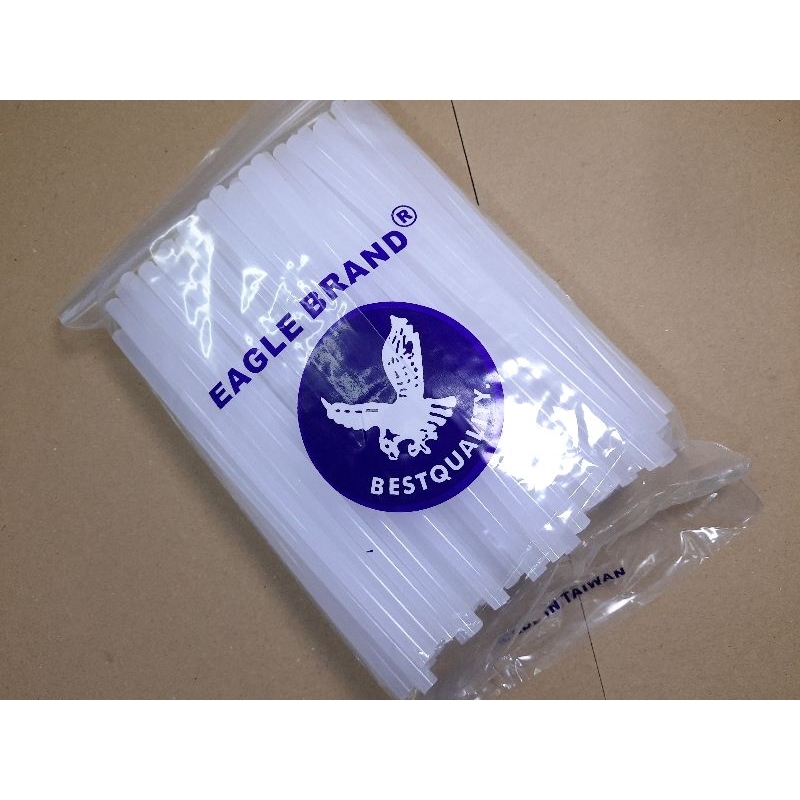 EAGLE BRAND®
BESTQUALITY.
IN TAIWAN